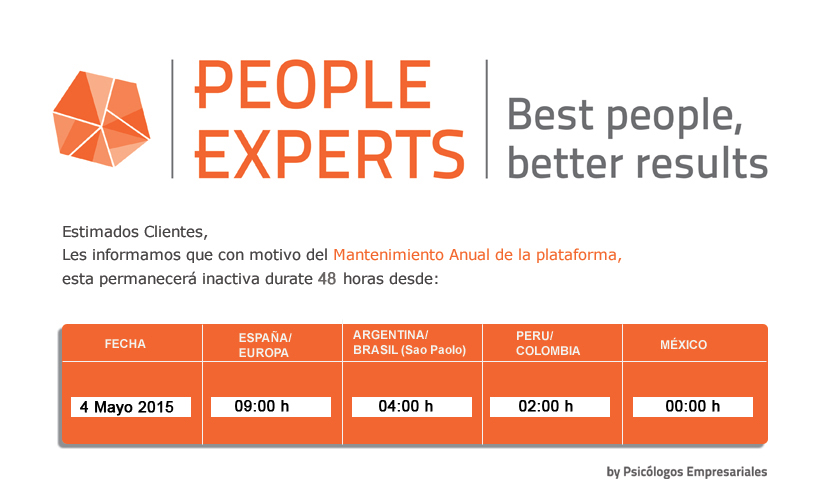 PEOPLE
EXPERTS
Best people,
better results
Estimados Clientes,
Les informamos que con motivo del Mantenimiento Anual de la plataforma,
esta permanecerá inactiva durate 48 horas desde:
FECHA
ESPAÑA/
EUROPA
ARGENTINA/
BRASIL (Sao Paolo)
PERU/
COLOMBIA
MÉXICO
4 Mayo 2015
09:00 h
04:00 h
02:00 h
00:00 h
by Psicólogos Empresariales